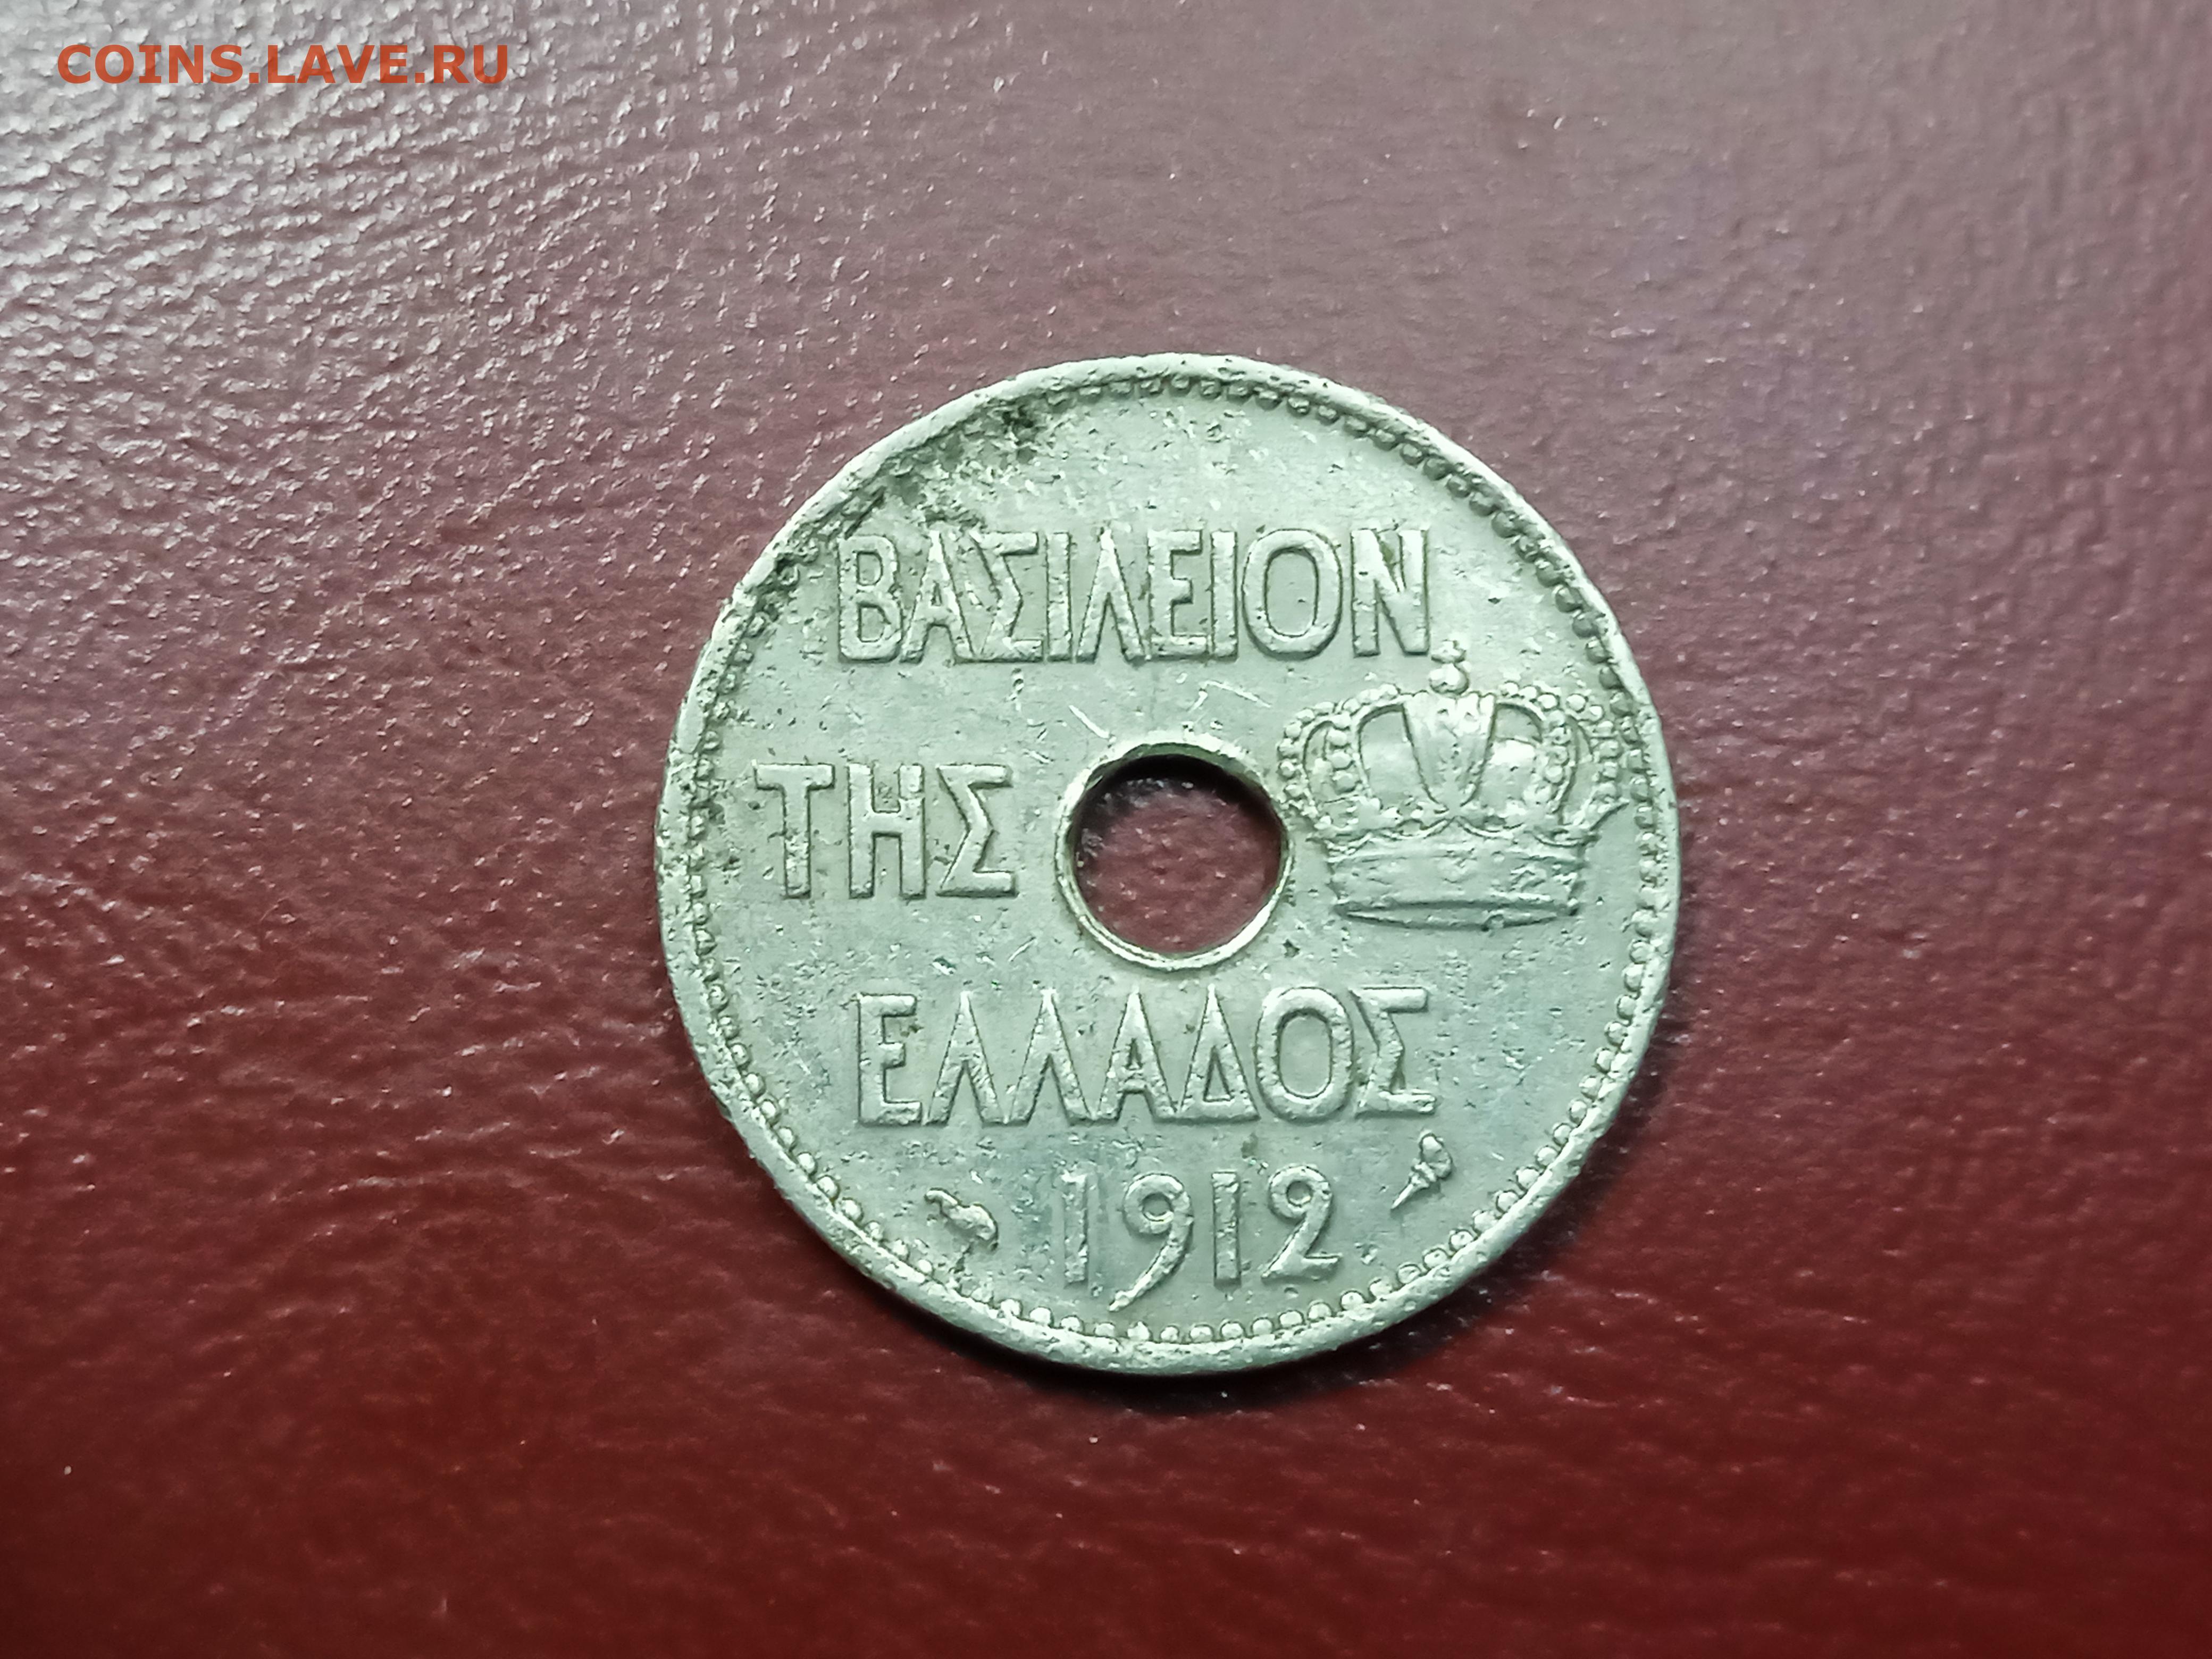 COINS.LAVE.RU
ΒΑΣΙΛΕΙΟΝ
ΤΗΣ
ΕΛΛΑΔΟΣ
1912